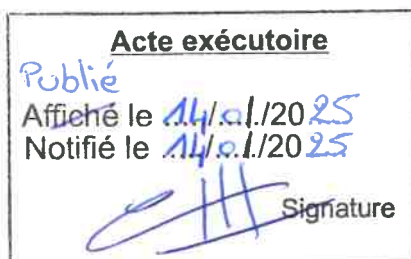 Acte exécutoire
Publié
Affiché le 14/01/2025
Notifié le 14/01/2025
Signature